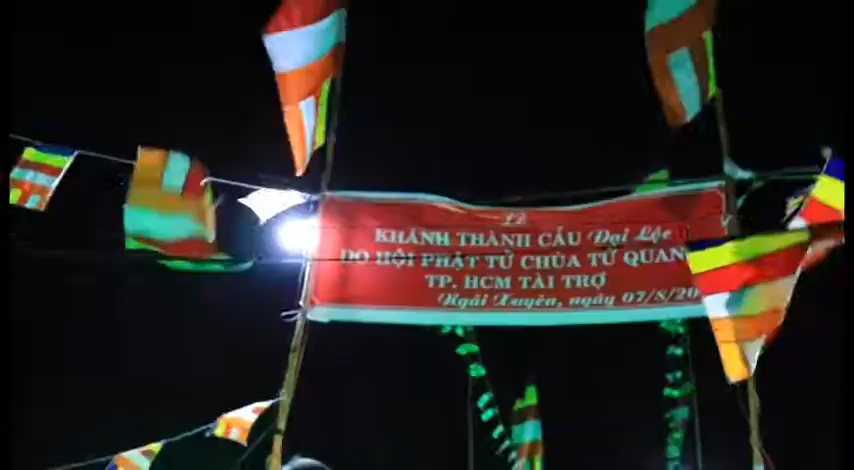 LỄ
KHÁNH THÀNH CẦU Đại Lộc
DO HỘI PHẬT TỬ CHÙA TỪ QUAN
TP. HCM TÀI TRỢ
Ngãi Xuyên, ngày 07/8/20